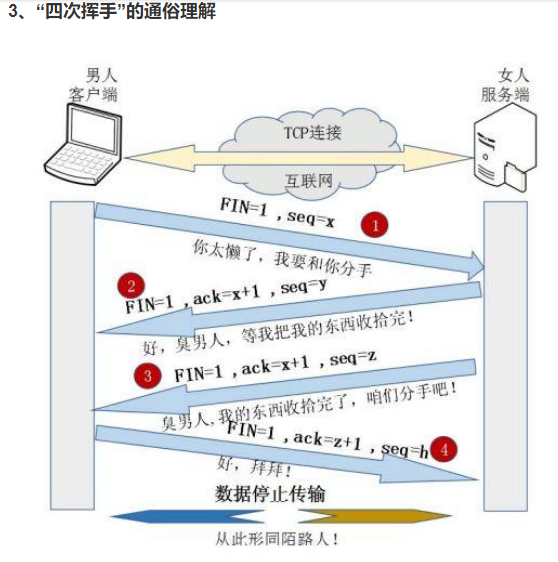 3、“四次挥手”的通俗理解
男人
客户端
女人
服务端
TCP连接
互联网
FIN=1 ,seq=x
1
你太懒了，我要和你分手
2
FIN=1 ,ack=x+1 ,seq=y
好，臭男人，等我把我的东西收拾完！
3
FIN=1 ,ack=x+1 ,seq=z
臭男人,我的东西收拾完了，咱们分手吧！
FIN=1 ,ack=z+1 ,seq=h
4
好，拜拜！
数据停止传输
从此形同陌路人！